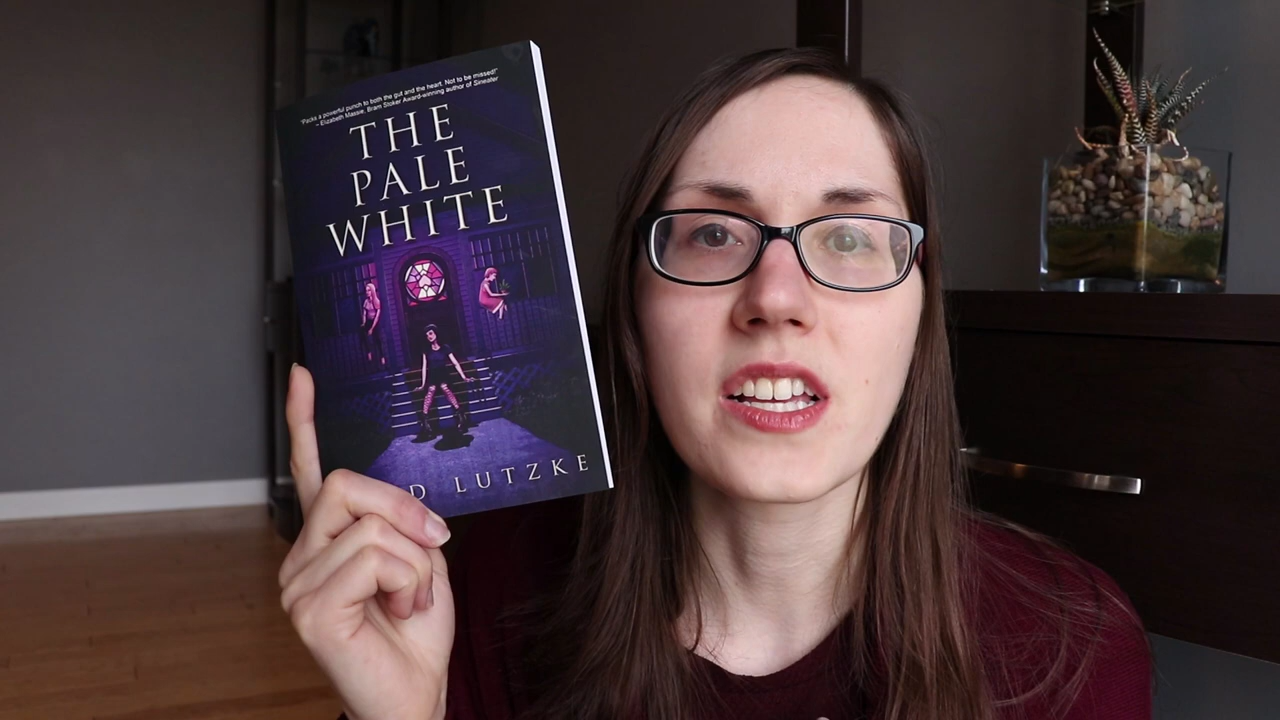 "Packs a powerful punch to both the gut and the heart. Not to be missed!"
– Elizabeth Massie, Bram Stoker Award-winning author of Sineater
THE
PALE
WHITE
D LUTZKE